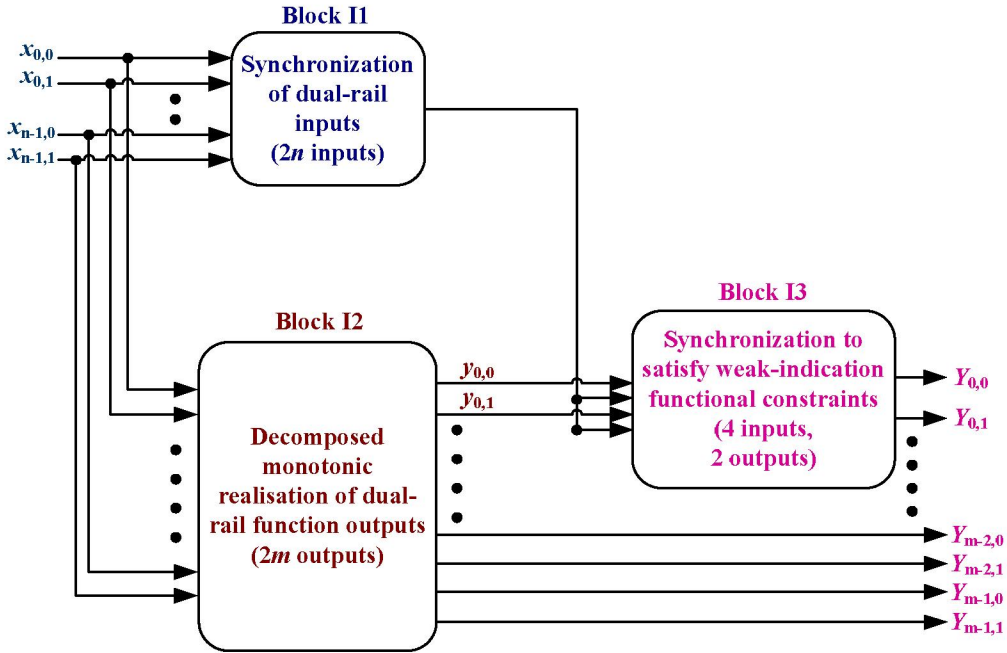 Block I1
x0,0
x0,1
xn-1,0
xn-1,1
Synchronization
of dual-rail
inputs
(2n inputs)
Block I2
Decomposed
monotonic
realisation of dual-
rail function outputs
(2m outputs)
y0,0
y0,1
Block I3
Synchronization to
satisfy weak-indication
functional constraints
(4 inputs,
2 outputs)
Y0,0
Y0,1
Ym-2,0
Ym-2,1
Ym-1,0
Ym-1,1